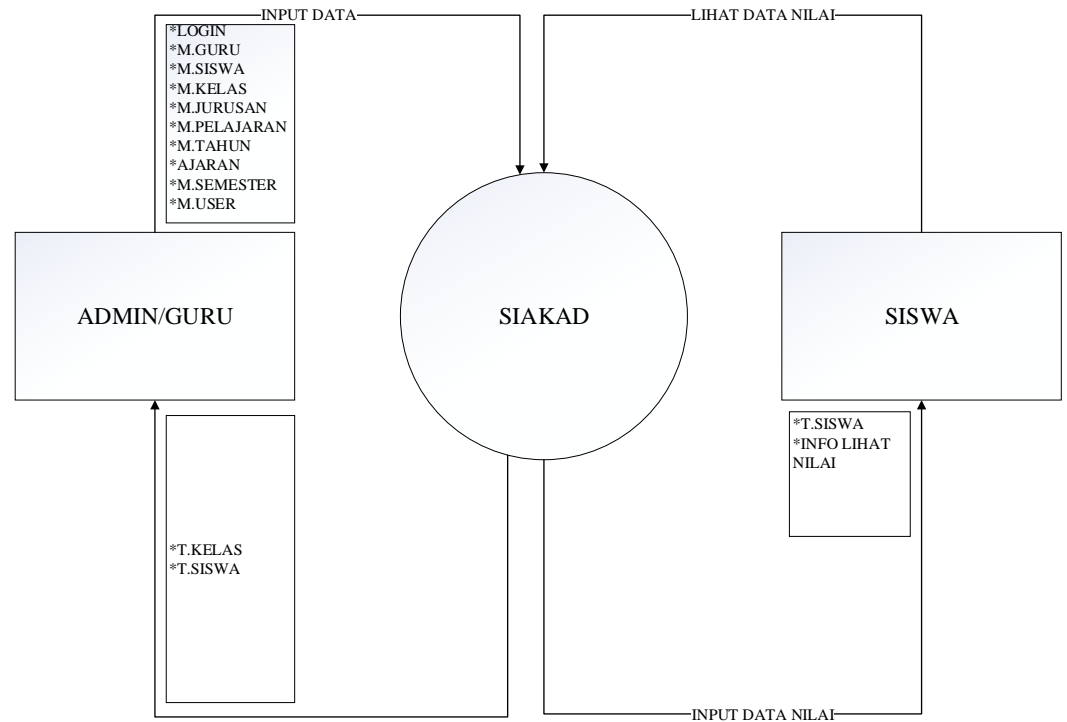 INPUT DATA
LIHAT DATA NILAI
*LOGIN
*M.GURU
*M.SISWA
*M.KELAS
*M.JURUSAN
*M.PELAJARAN
*M.TAHUN
*AJARAN
*M.SEMESTER
*M.USER
ADMIN/GURU
SIAKAD
SISWA
*T.SISWA
*INFO LIHAT
NILAI
*T.KELAS
*T.SISWA
INPUT DATA NILAI